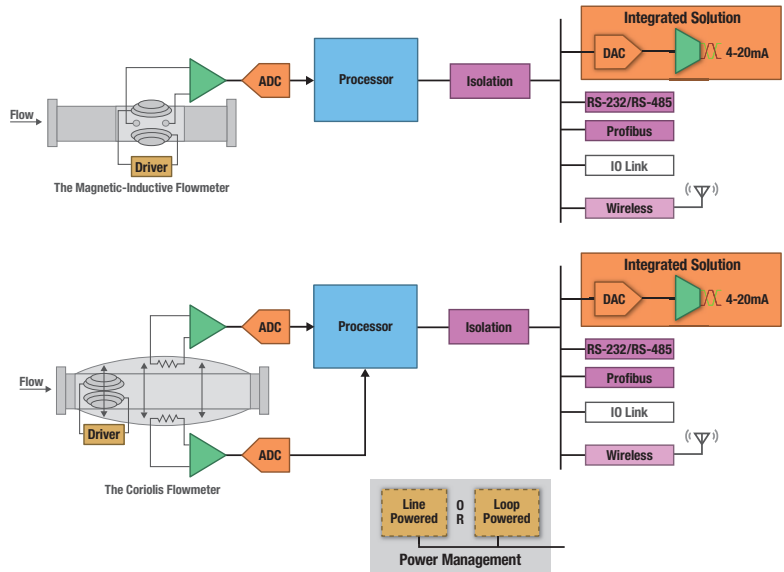 Integrated Solution
DAC
4-20mA
ADC
Processor
Isolation
RS-232/RS-485
Profibus
IO Link
Wireless
Flow
Driver
The Magnetic-Inductive Flowmeter
Integrated Solution
DAC
4-20mA
ADC
Processor
Isolation
RS-232/RS-485
Profibus
IO Link
Wireless
Flow
Driver
ADC
The Coriolis Flowmeter
Line
Powered
O
R
Loop
Powered
Power Management